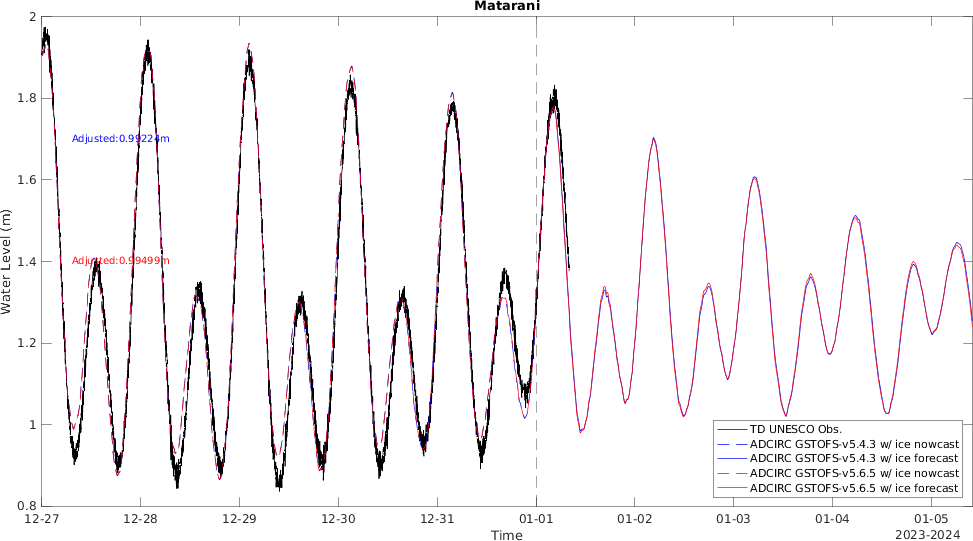 Matarani
2
1.8
1.6
1.4
1.2
1
0.8
Water Level (m)
Adjusted:0.99224m
Adjusted:0.99499m
TD UNESCO Obs.
ADCIRC GSTOFS-v5.4.3 w/ ice nowcast
ADCIRC GSTOFS-v5.4.3 w/ ice forecast
ADCIRC GSTOFS-v5.6.5 w/ ice nowcast
ADCIRC GSTOFS-v5.6.5 w/ ice forecast
12-27 12-28 12-29 12-30 12-31 01-01 01-02 01-03 01-04 01-05
Time
2023-2024